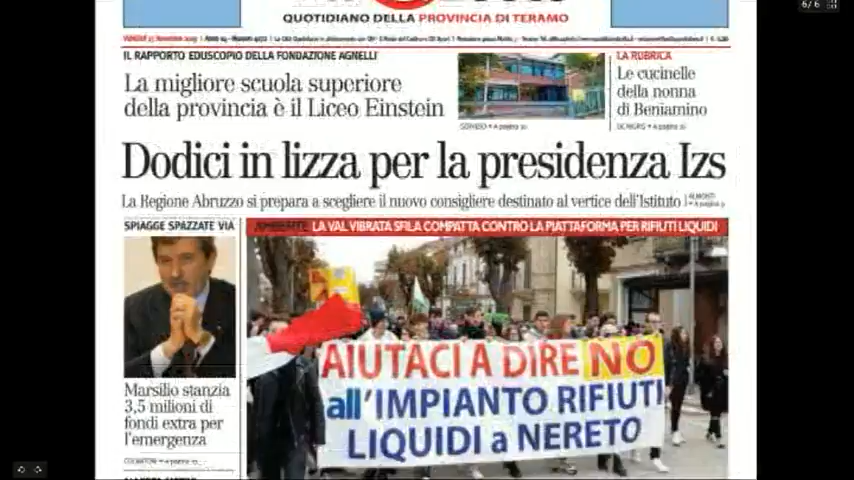 6/6
QUOTIDIANO DELLA PROVINCIA DI TERAMO
IL RAPPORTO EDUSCOPIO DELLA FONDAZIONE AGNELLI
La migliore scuola superiore
della provincia è il Liceo Einstein
LA RUBRICA
Le cucinelle
della nonna
di Beniamino
Dodici in lizza per la presidenza Izs
La Regione Abruzzo si prepara a scegliere il nuovo consigliere destinato al vertice dell'Istituto
SPIAGGE SPAZZATE VIA
Marsilio stanzia
3,5 milioni di
fondi extra per
l'emergenza
AMBIENTE LA VAL VIBRATA SFILA COMPATTA CONTRO LA PIATTAFORMA PER RIFIUTI LIQUIDI
AIUTACI A DIRE NO
all'IMPIANTO RIFIUTI
LIQUIDI a NERETO